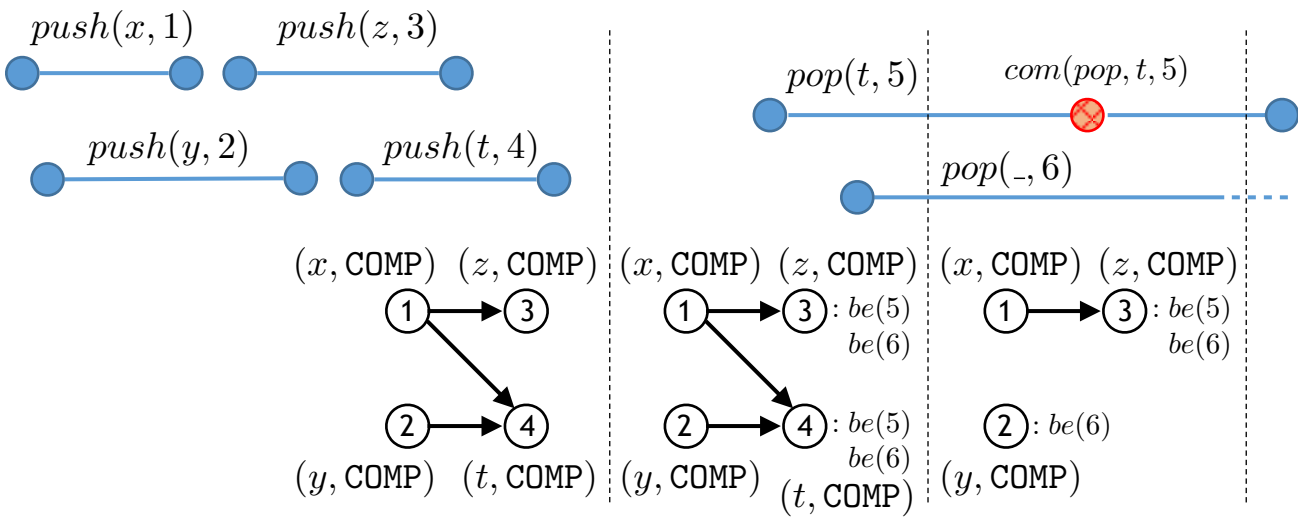 push(x, 1) push(z, 3)
pop(t, 5) com(pop, t, 5)
push(y, 2) push(t, 4)
pop(_, 6)
(x, COMP) (z, COMP) (x, COMP) (z, COMP) (x, COMP) (z, COMP)
1 3 1 3 : be(5) 1 3 : be(5)
be(6) be(6)
2 4 2 4 : be(5) 2 : be(6)
be(6)
(y, COMP) (t, COMP) (y, COMP) (t, COMP) (y, COMP)